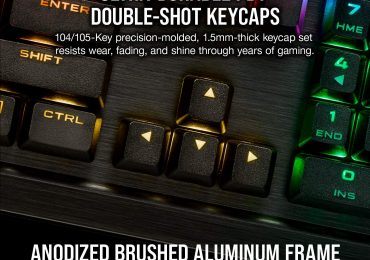 DOUBLE-SHOT KEYCAPS
104/105-Key precision-molded, 1.5mm-thick keycap set
resists wear, fading, and shine through years of gaming.
ENTER
7
HME
SHIFT
4
CTRL
1
END
0
INS
ANODIZED BRUSHED ALUMINUM FRAME